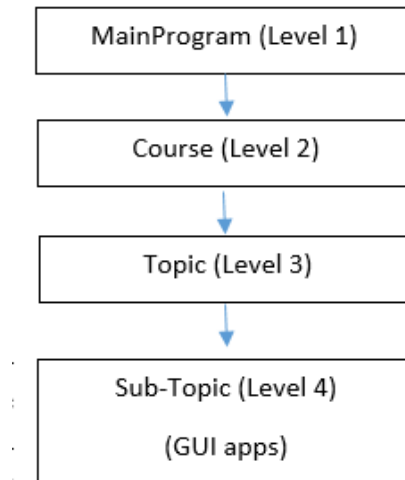 MainProgram (Level 1)
Course (Level 2)
Topic (Level 3)
Sub-Topic (Level 4)
(GUI apps)